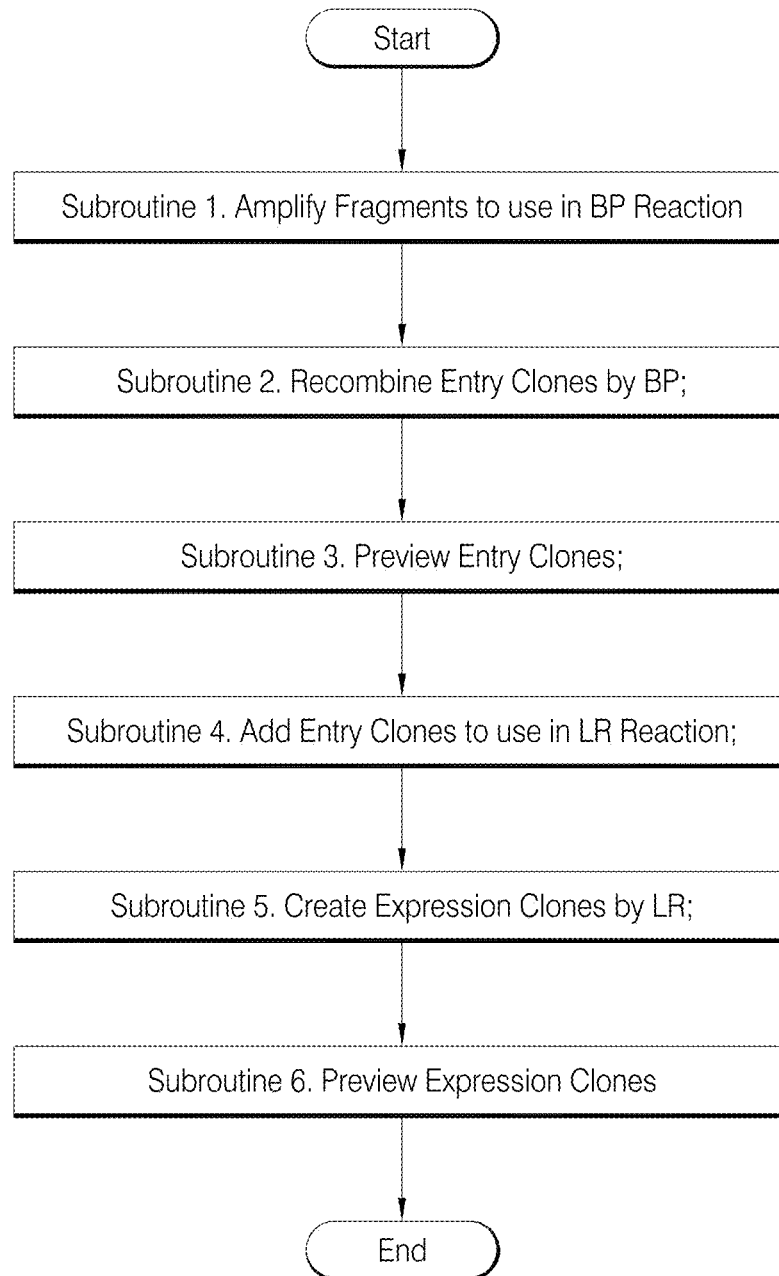 Start
Subroutine 1. Amplify Fragments to use in BP Reaction
Subroutine 2. Recombine Entry Clones by BP;
Subroutine 3. Preview Entry Clones;
Subroutine 4. Add Entry Clones to use in LR Reaction;
Subroutine 5. Create Expression Clones by LR;
Subroutine 6. Preview Expression Clones
End